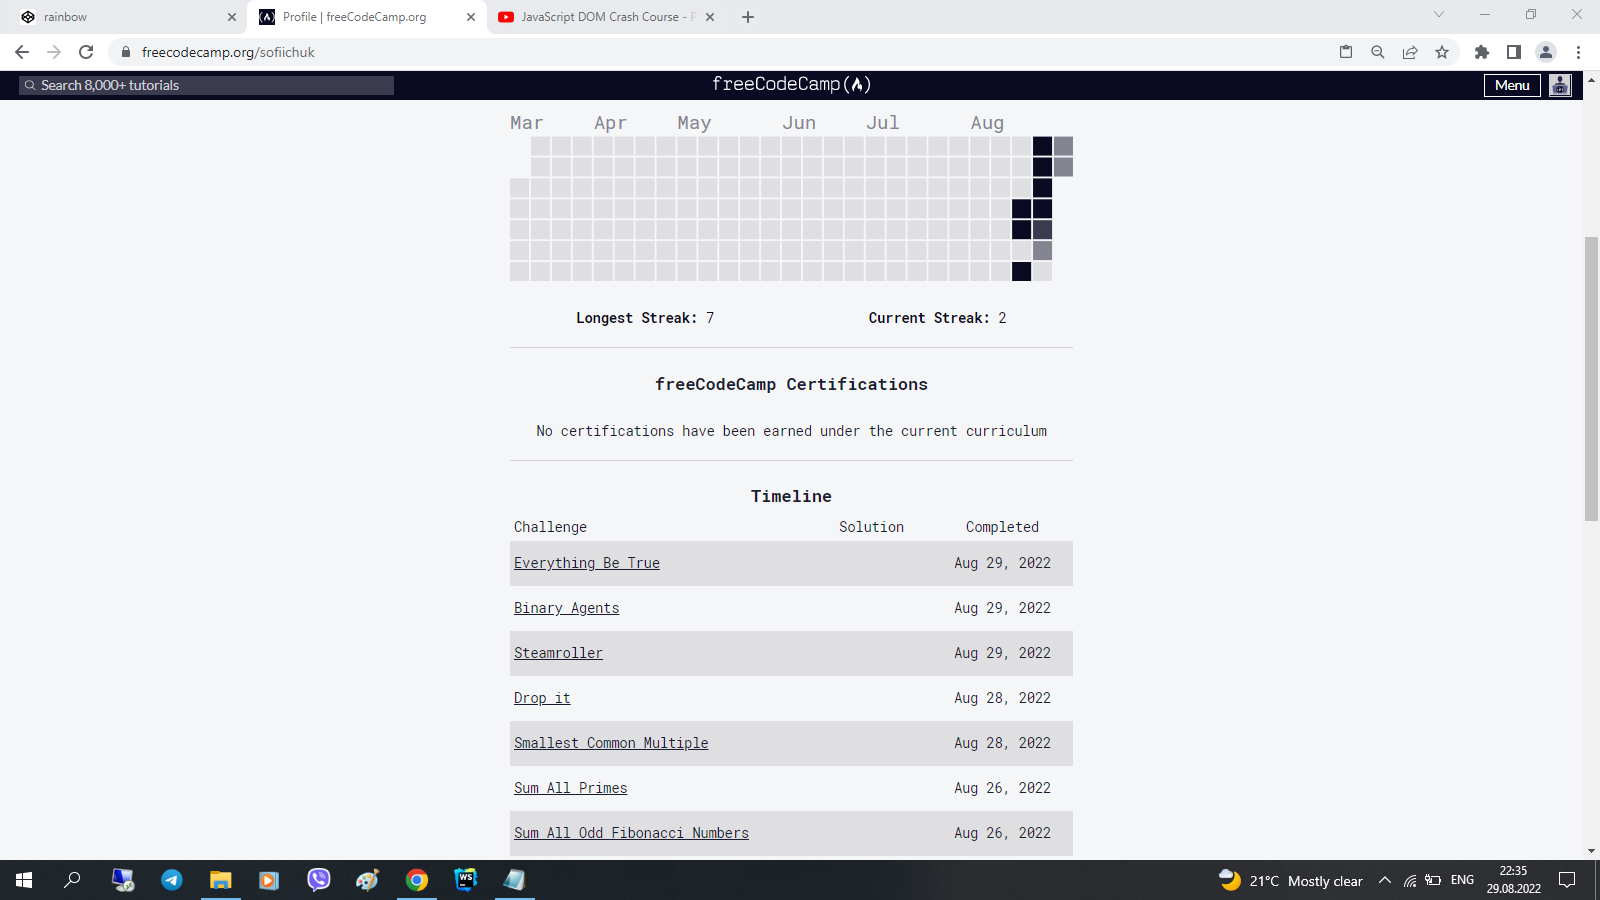 rainbow
Profile | freeCodeCamp.org
JavaScript DOM Crash Course - P
freecodecamp.org/sofiichuk
Search 8,000+ tutorials
freeCodeCamp
Menu
Mar Apr May Jun Jul Aug
Longest Streak: 7 Current Streak: 2
freeCodeCamp Certifications
No certifications have been earned under the current curriculum
Timeline
Challenge Solution Completed
Everything Be True Aug 29, 2022
Binary Agents Aug 29, 2022
Steamroller Aug 29, 2022
Drop it Aug 28, 2022
Smallest Common Multiple Aug 28, 2022
Sum All Primes Aug 26, 2022
Sum All Odd Fibonacci Numbers Aug 26, 2022
WS
21°C Mostly clear
ENG
22:35
29.08.2022